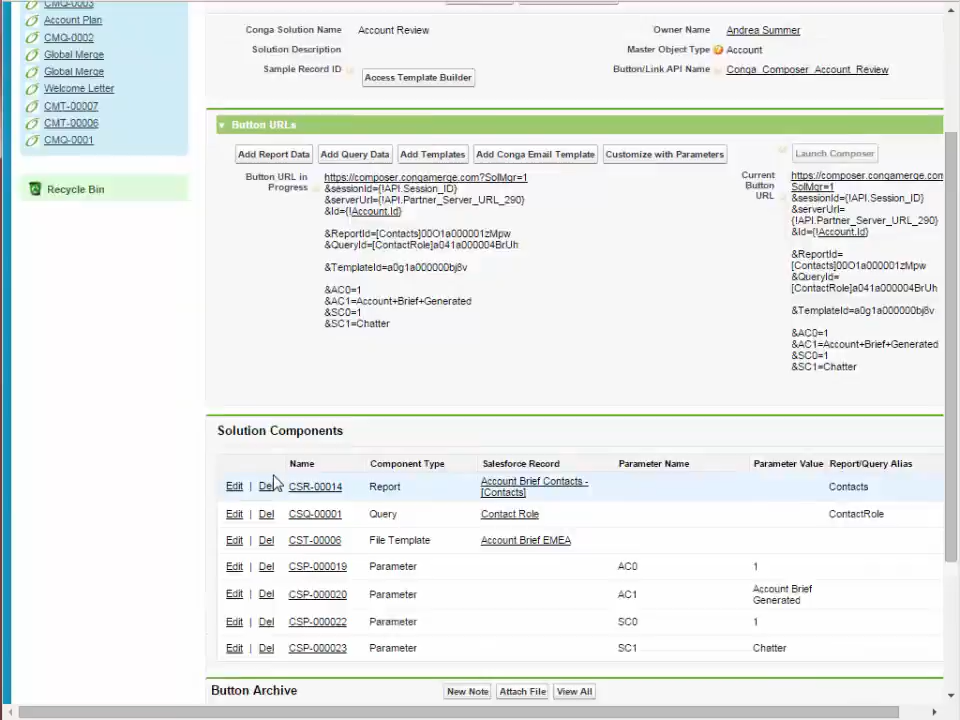 CMQ-0003
Account Plan
CMQ-0002
Global Merge
Global Merge
Welcome Letter
CMT-00007
CMT-00006
CMQ-0001
Recycle Bin
Conga Solution Name Account Review Owner Name Andrea Summer
Solution Description Master Object Type Account
Sample Record ID Access Template Builder Button/Link API Name Conga_Composer_Account_Review
Button URLs
Add Report Data Add Query Data Add Templates Add Conga Email Template Customize with Parameters Launch Composer
Button URL in Progress
https://composer.congamerge.com?SolMgr=1
&sessionId={!API.Session_ID}
&serverUrl={!API.Partner_Server_URL_290}
&Id={!Account.Id}
&ReportId=[Contacts]00O1a000001zMpw
&QueryId=[ContactRole]a041a000004BrUh
&TemplateId=a0g1a000000bj8v
&AC0=1
&AC1=Account+Brief+Generated
&SC0=1
&SC1=Chatter
Current
Button
URL
https://composer.congamerge.com
SolMgr=1
&sessionId={!API.Session_ID}
&serverUrl=
{!API.Partner_Server_URL_290}
&Id={!Account.Id}
&ReportId=
[Contacts]00O1a000001zMpw
&QueryId=
[ContactRole]a041a000004BrUh
&TemplateId=a0g1a000000bj8v
&AC0=1
&AC1=Account+Brief+Generated
&SC0=1
&SC1=Chatter
Solution Components
Name Component Type Salesforce Record Parameter Name Parameter Value Report/Query Alias
Edit | Del CSR-00014 Report Account Brief Contacts - [Contacts] Contacts
Edit | Del CSQ-00001 Query Contact Role ContactRole
Edit | Del CST-00006 File Template Account Brief EMEA
Edit | Del CSP-000019 Parameter AC0 1
Edit | Del CSP-000020 Parameter AC1 Account Brief Generated
Edit | Del CSP-000022 Parameter SC0 1
Edit | Del CSP-000023 Parameter SC1 Chatter
Button Archive New Note Attach File View All